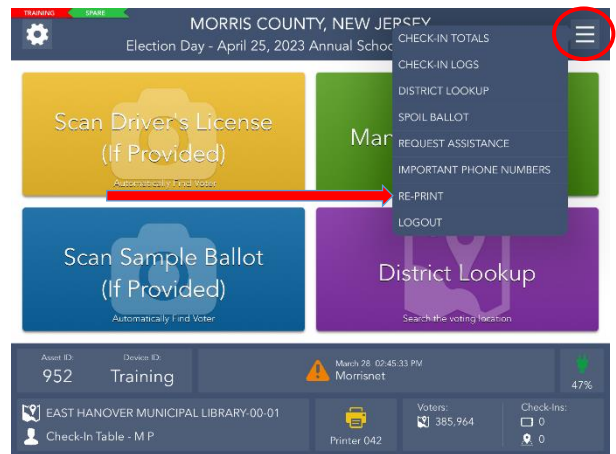 TRAINING
SPARE
MORRIS COUNTY, NEW JERSEY
Election Day - April 25, 2023 Annual Schoo
CHECK-IN TOTALS
CHECK-IN LOGS
DISTRICT LOOKUP
SPOIL BALLOT
REQUEST ASSISTANCE
IMPORTANT PHONE NUMBERS
RE-PRINT
LOGOUT
Scan Driver's License
(If Provided)
Automatically Find Voter
Man
Scan Sample Ballot
(If Provided)
Automatically Find Voter
District Lookup
Search the voting location
Asset ID:
952
Device ID:
Training
March 28 02:45:33 PM
Morrisnet
47%
EAST HANOVER MUNICIPAL LIBRARY-00-01
Check-In Table - M P
Printer 042
Voters:
385,964
Check-Ins:
0
0